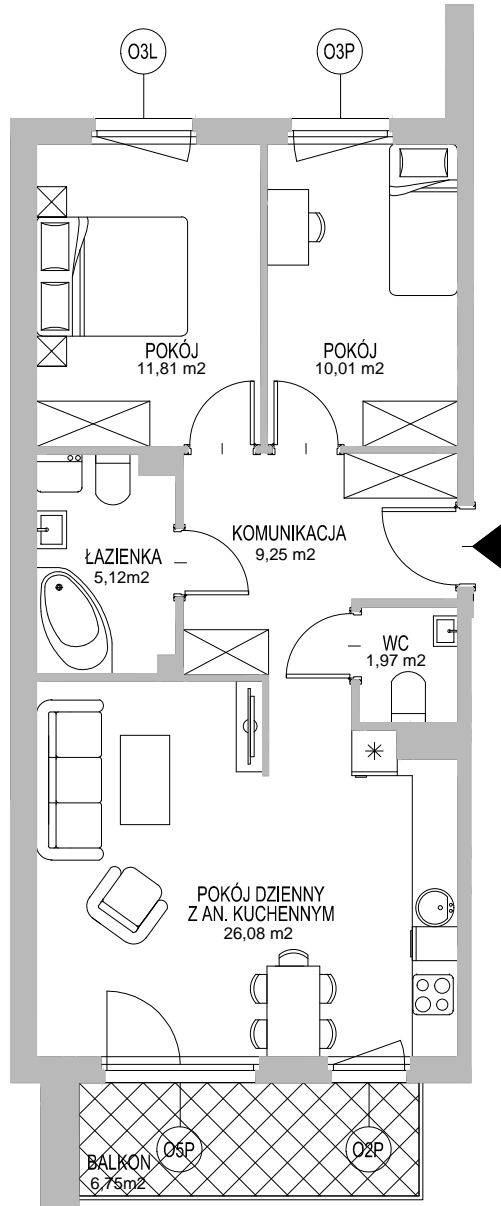 O3L
O3P
POKÓJ
11,81 m2
POKÓJ
10,01 m2
KOMUNIKACJA
9,25 m2
ŁAZIENKA
5,12m2
WC
1,97 m2
POKÓJ DZIENNY
Z AN. KUCHENNYM
26,08 m2
O5P
O2P
BALKON
6,75m2